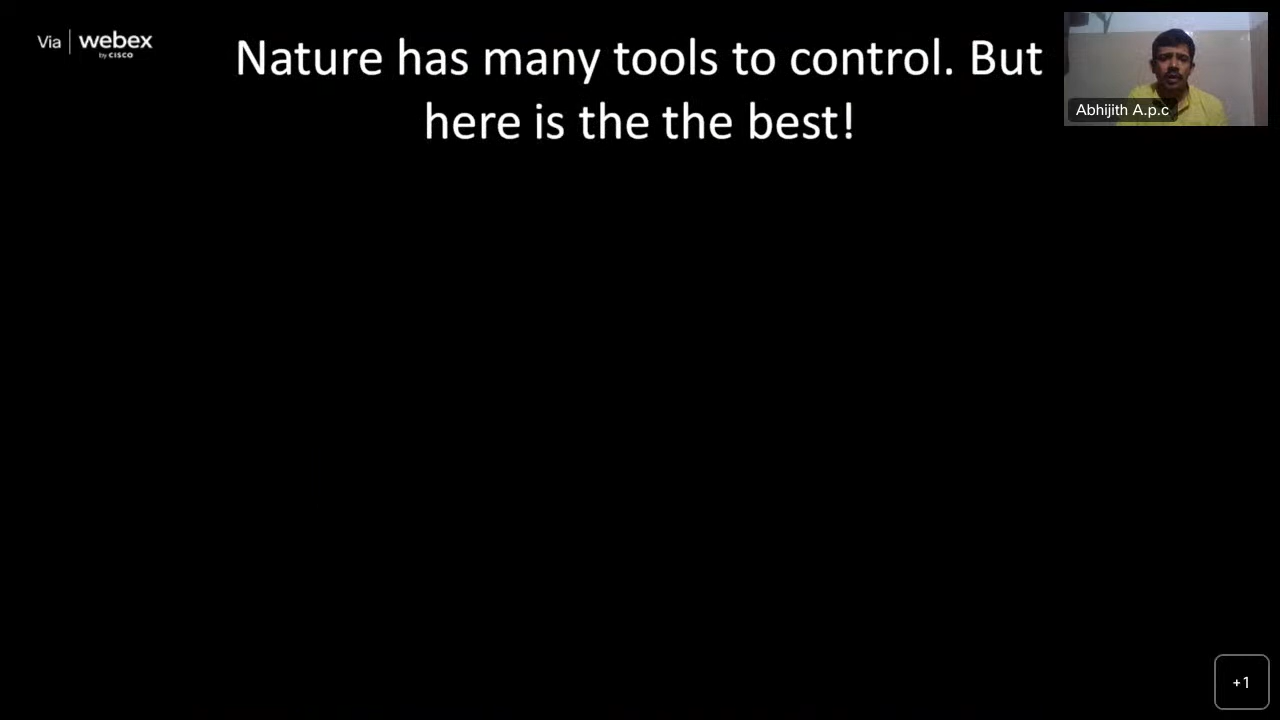 Via | webex
by CISCO
Nature has many tools to control. But
here is the the best!
Abhijith A.p.c
+1